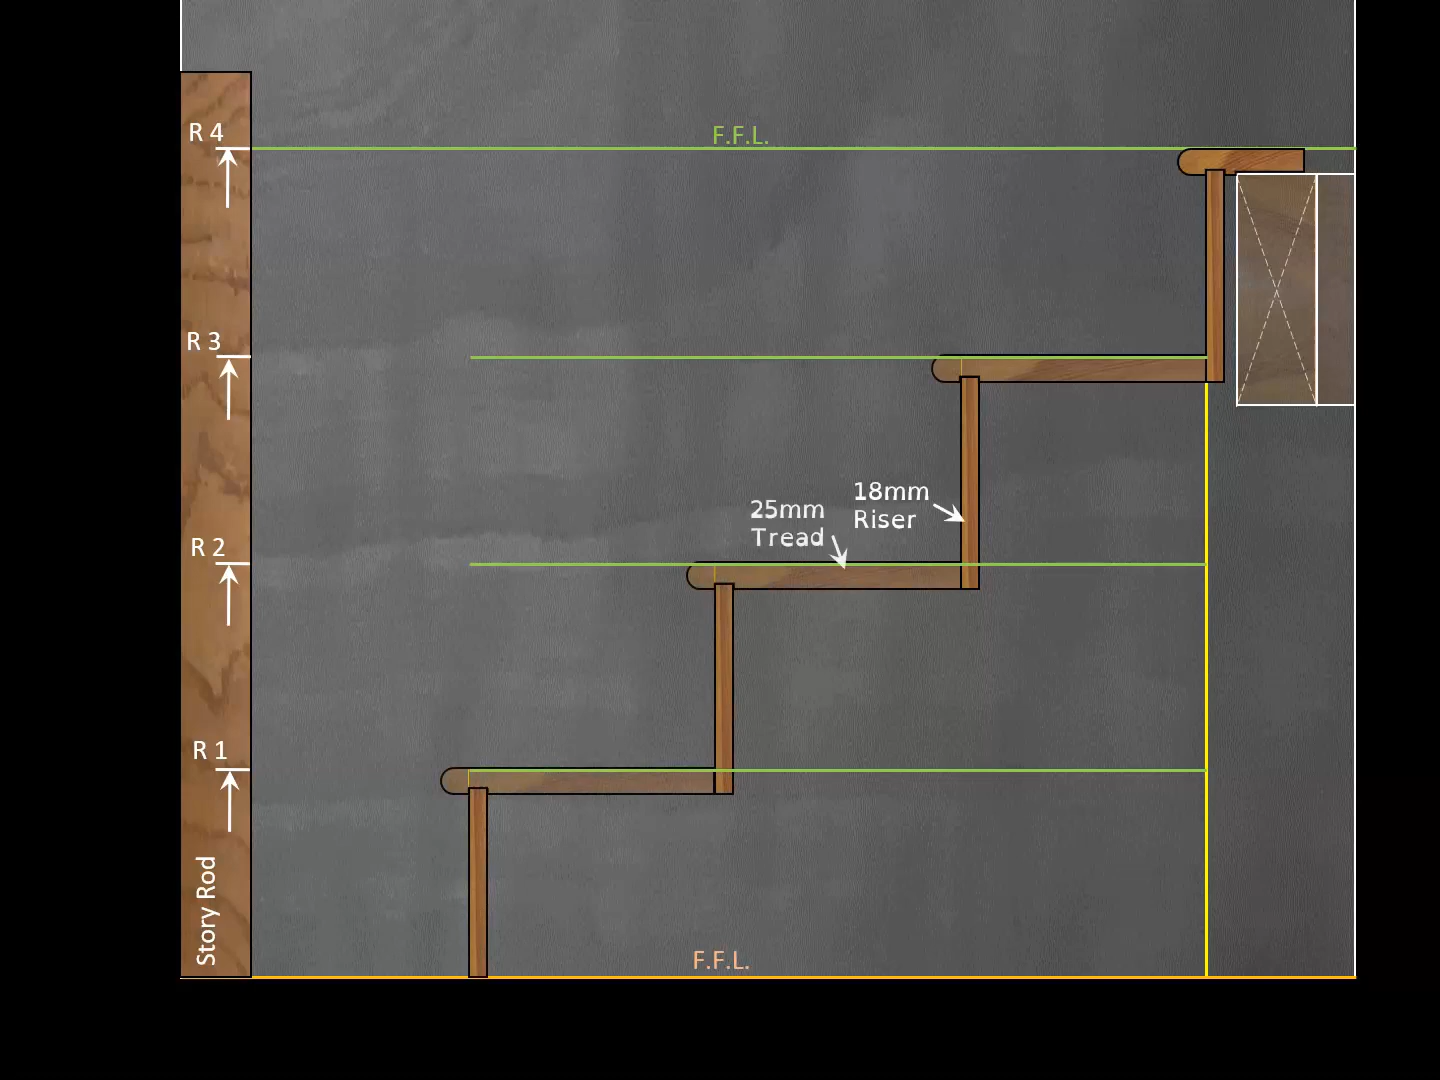 F.F.L.
R 4
R 3
18mm
Riser
25mm
Tread
R 2
R 1
Story Rod
F.F.L.